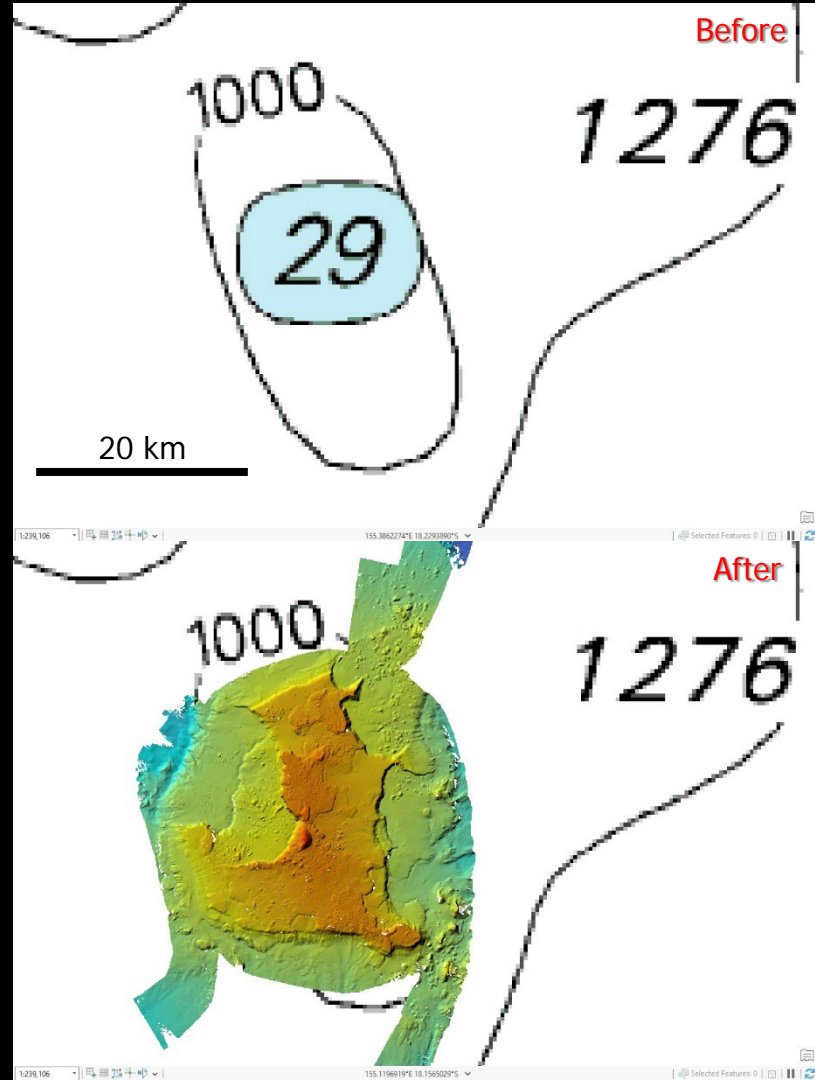 Before
1000
1276
29
20 km
1:239,106
155.3862274°E 18.2293890°S
Selected Features: 0
After
1000
1276
1:239,106
155.1196919°E 18.1565029°S
Selected Features: 0